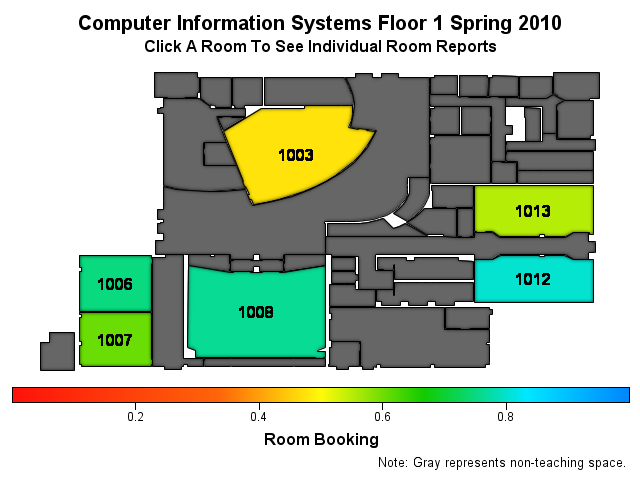 Computer Information Systems Floor 1 Spring 2010
Click A Room To See Individual Room Reports
1003
1013
1006
1012
1008
1007
0.2 0.4 0.6 0.8
Room Booking
Note: Gray represents non-teaching space.